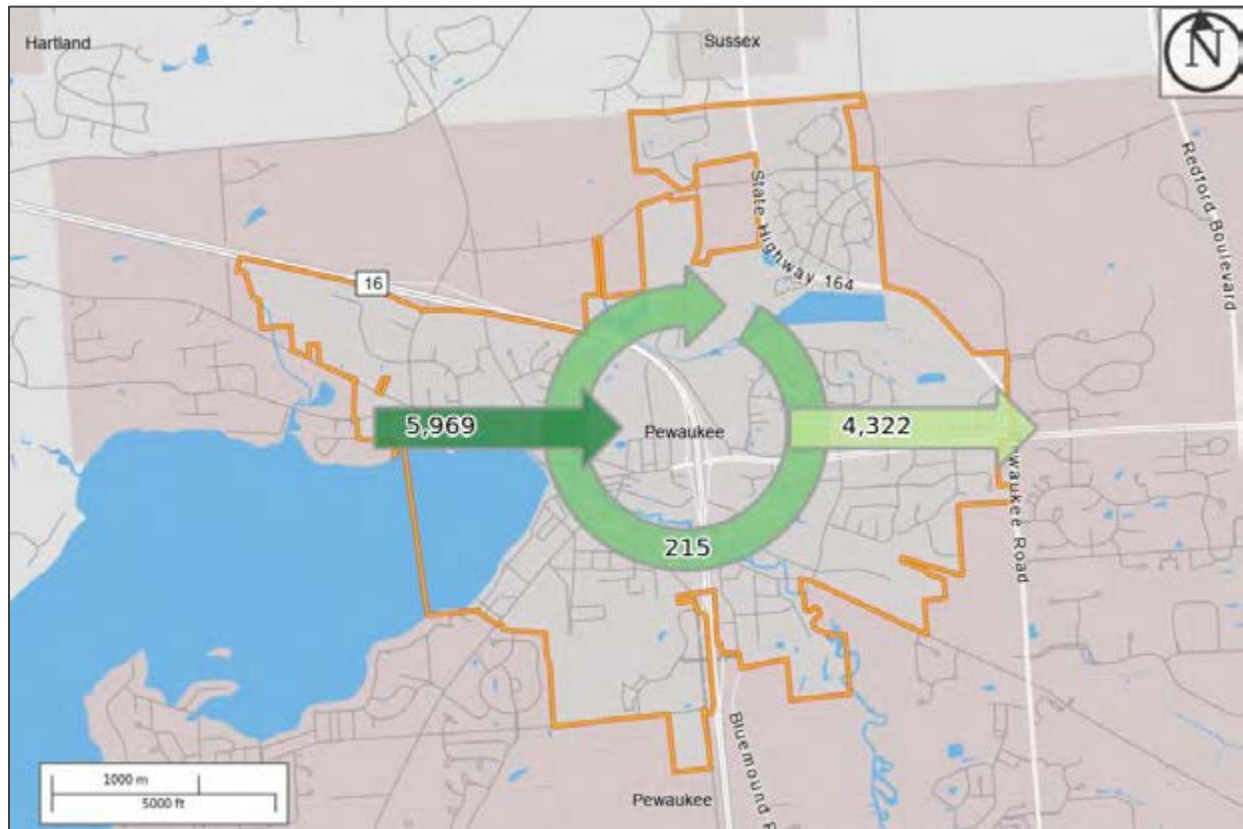 Hartland
Sussex
N
Redford Boulevard
State Highway 164
16
5,969
Pewaukee
4,322
waukee Road
215
Bluemound R
Pewaukee
1000 m
5000 ft